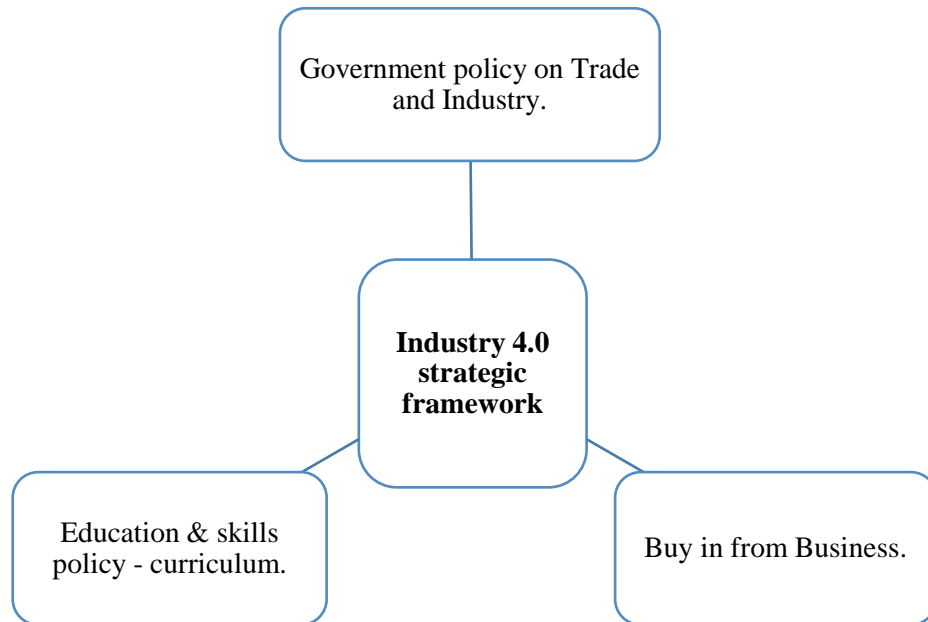 Government policy on Trade
and Industry.
Industry 4.0
strategic
framework
Education & skills
policy - curriculum.
Buy in from Business.